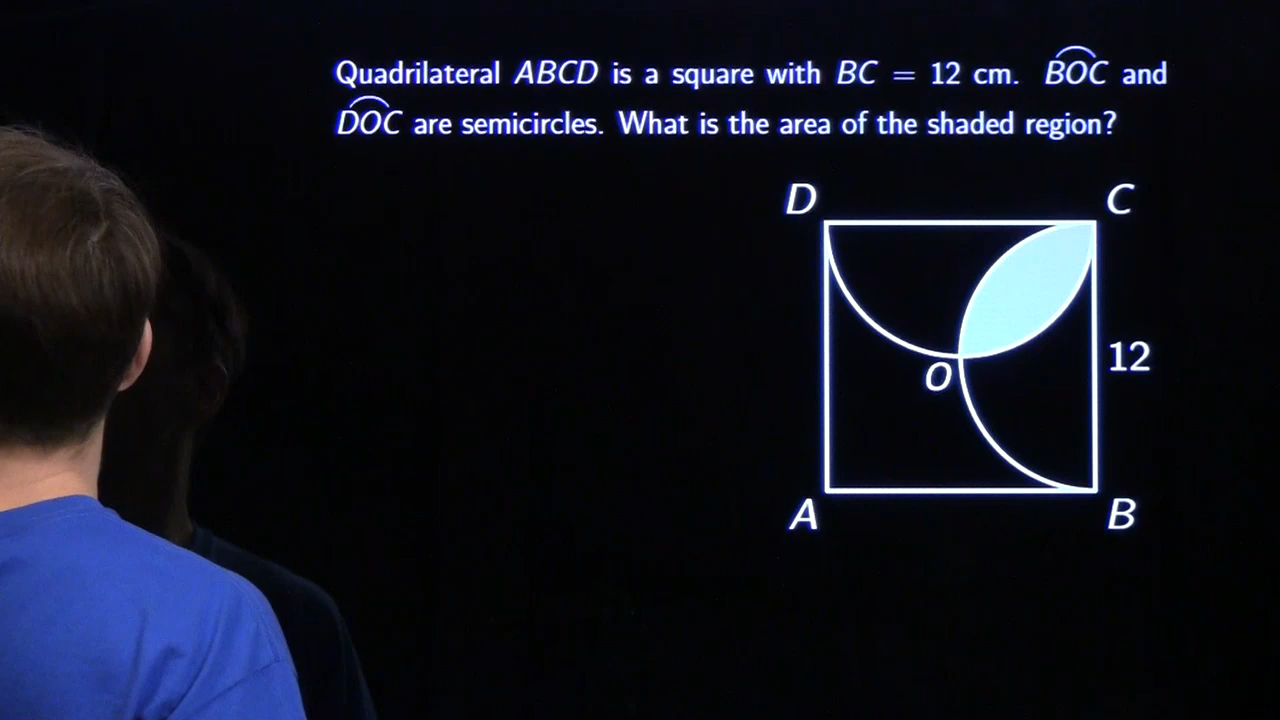 Quadrilateral ABCD is a square with BC = 12 cm. B͡OC and
D͡OC are semicircles. What is the area of the shaded region?
D C
12
O
A B